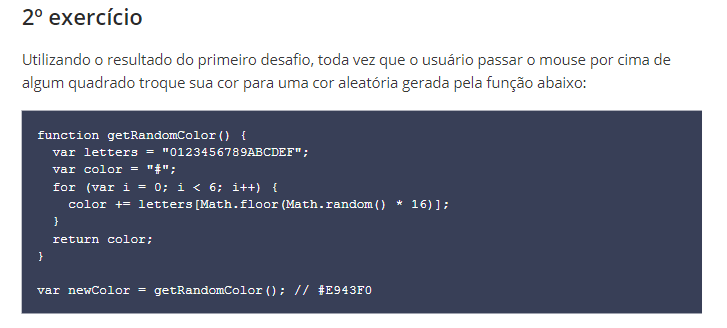 2º exercício
Utilizando o resultado do primeiro desafio, toda vez que o usuário passar o mouse por cima de
algum quadrado troque sua cor para uma cor aleatória gerada pela função abaixo:
function getRandomColor() {
  var letters = "0123456789ABCDEF";
  var color = "#";
  for (var i = 0; i < 6; i++) {
    color += letters[Math.floor(Math.random() * 16)];
  }
  return color;
}
var newColor = getRandomColor(); // #E943F0